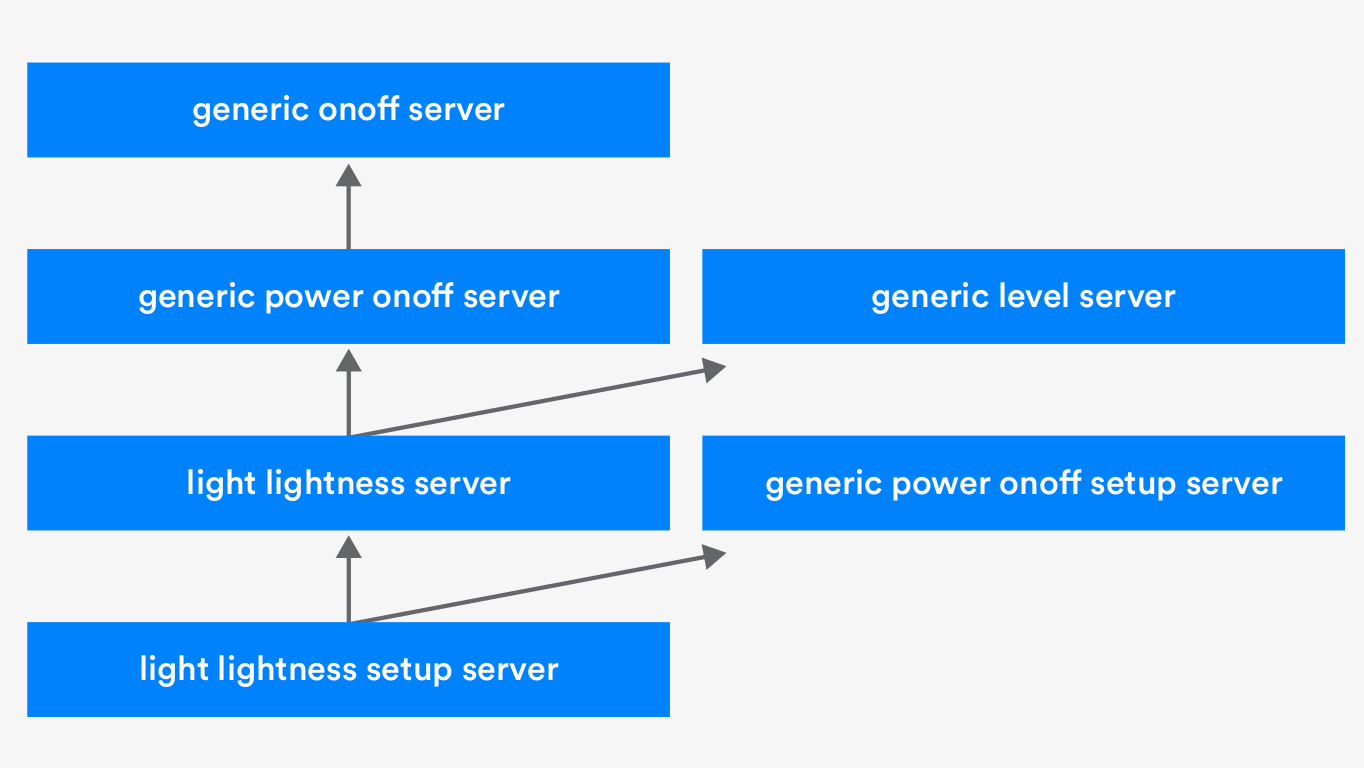 generic onoff server
generic power onoff server
generic level server
light lightness server
generic power onoff setup server
light lightness setup server